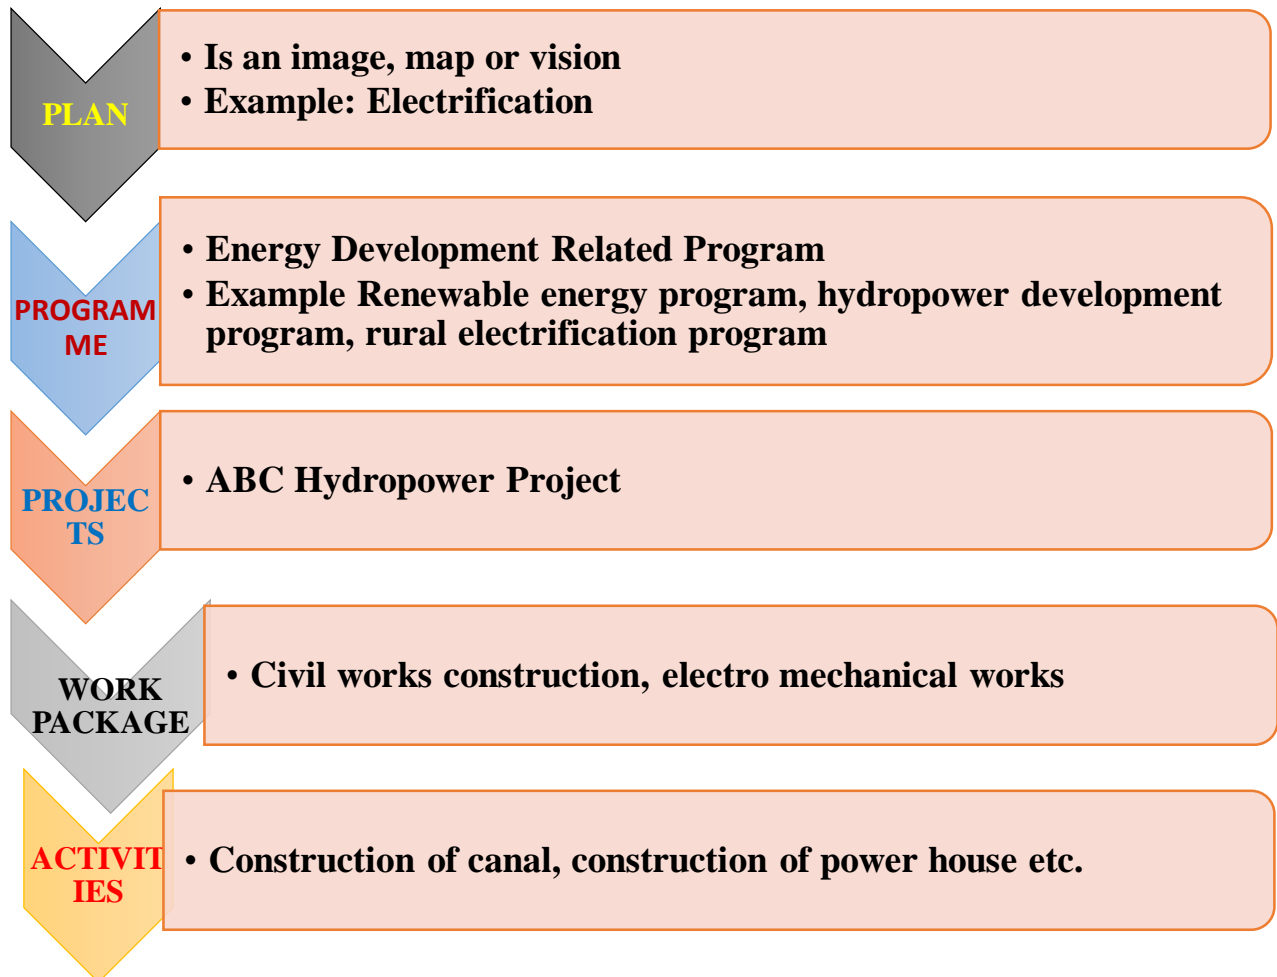 PLAN
• Is an image, map or vision
• Example: Electrification
PROGRAM
ME
• Energy Development Related Program
• Example Renewable energy program, hydropower development
program, rural electrification program
PROJEC
TS
• ABC Hydropower Project
WORK
PACKAGE
• Civil works construction, electro mechanical works
ACTIVIT
IES
• Construction of canal, construction of power house etc.